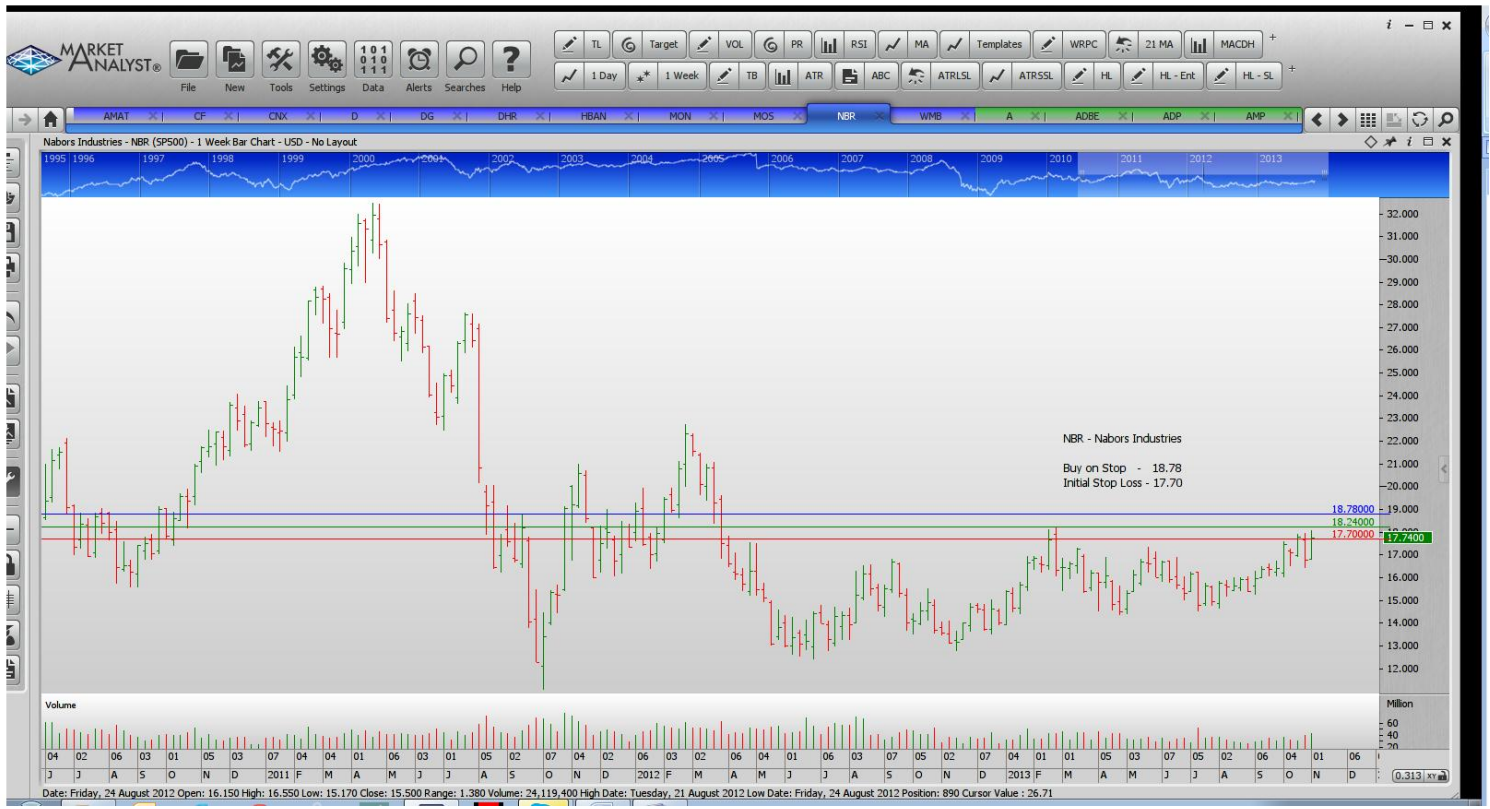 i
MARKET ANALYST®
File New Tools Settings Data Alerts Searches Help
TL Target VOL PR RSI MA Templates WRPC 21 MA MACDH +
1 Day 1 Week TB ATR ABC ATRLSL ATRSSL HL HL - Ent HL - SL +
AMAT CF CNX D DG DHR HBAN MON MOS NBR WMB A ADBE ADP AMP
Nabors Industries - NBR (SP500) - 1 Week Bar Chart - USD - No Layout
1995 1996 1997 1998 1999 2000 2001 2002 2003 2004 2005 2006 2007 2008 2009 2010 2011 2012 2013
32.000
31.000
30.000
29.000
28.000
27.000
26.000
25.000
24.000
23.000
22.000
21.000
20.000
19.000
18.000
17.000
16.000
15.000
14.000
13.000
12.000
NBR - Nabors Industries
Buy on Stop - 18.78
Initial Stop Loss - 17.70
18.78000
18.24000
17.70000
17.7400
Volume
Million
60
40
20
04 02 06 03 01 05 03 07 04 04 01 06 03 01 05 02 07 04 02 06 03 02 06 04 01 06 03 07 05 02 07 04 01 01 05 03 07 05 02 06 04 01 06
J J A S O N D 2011 F M A M J J A S O N D 2012 F M A M J J A S O N D 2013 F M A M J J A S O N D
0.313 XY
Date: Friday, 24 August 2012 Open: 16.150 High: 16.550 Low: 15.170 Close: 15.500 Range: 1.380 Volume: 24,119,400 High Date: Tuesday, 21 August 2012 Low Date: Friday, 24 August 2012 Position: 890 Cursor Value : 26.71